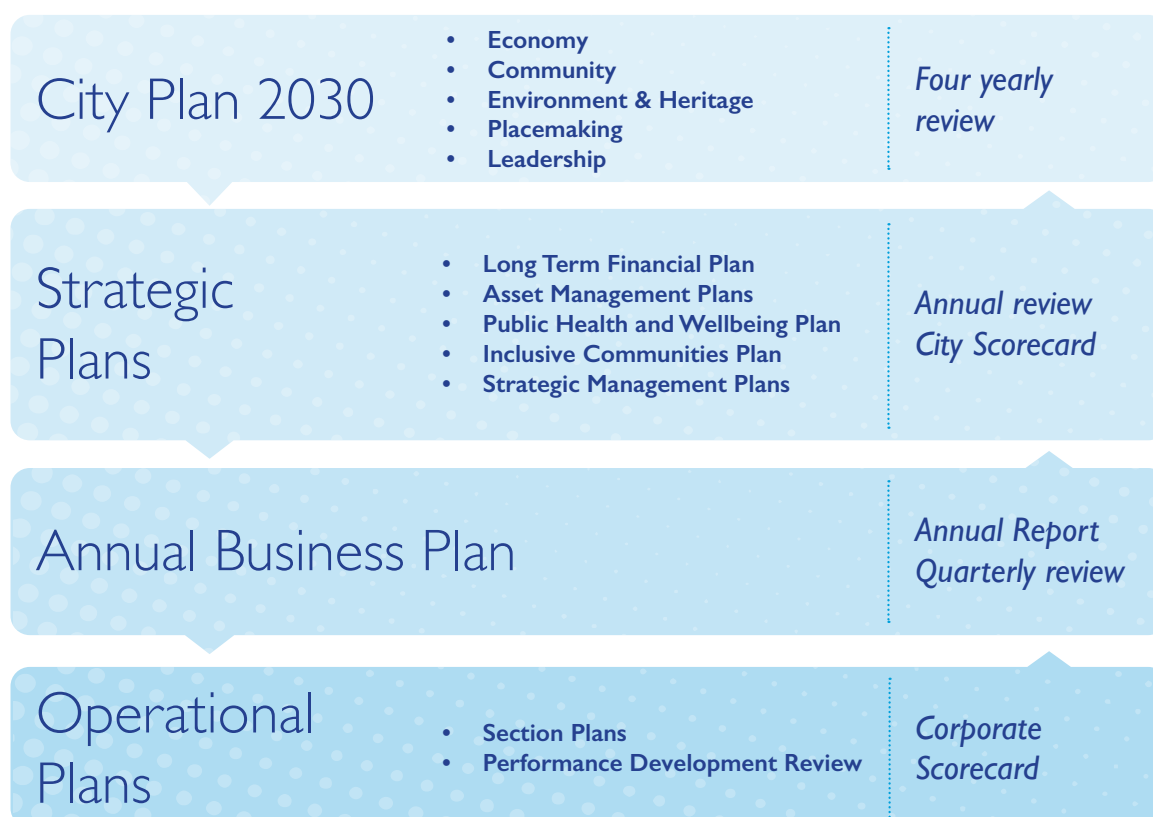 City Plan 2030
• Economy
• Community
• Environment & Heritage
• Placemaking
• Leadership
Four yearly
review
Strategic
Plans
• Long Term Financial Plan
• Asset Management Plans
• Public Health and Wellbeing Plan
• Inclusive Communities Plan
• Strategic Management Plans
Annual review
City Scorecard
Annual Business Plan
Annual Report
Quarterly review
Operational
Plans
• Section Plans
• Performance Development Review
Corporate
Scorecard